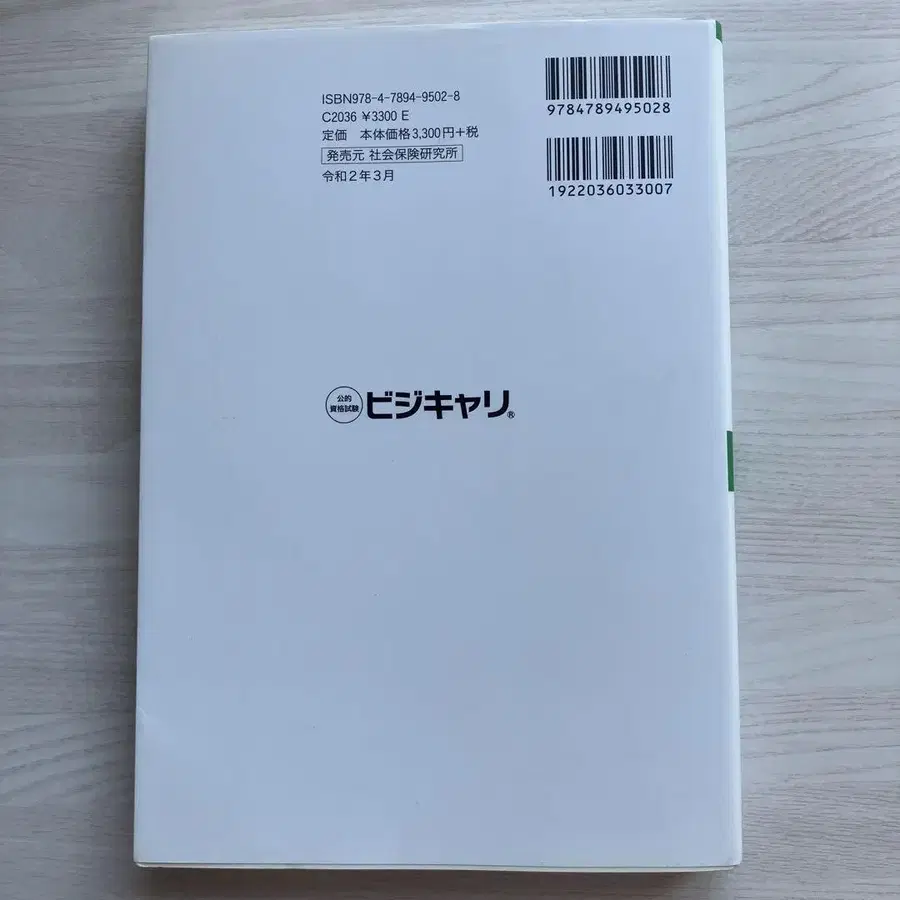 ISBN978-4-7894-9502-8
C2036 ¥3300 E
定価 本体価格3,300円+税
発売元 社会保険研究所
令和2年3月
9784789495028
1922036033007
公的
資格試験
ビジキャリ®